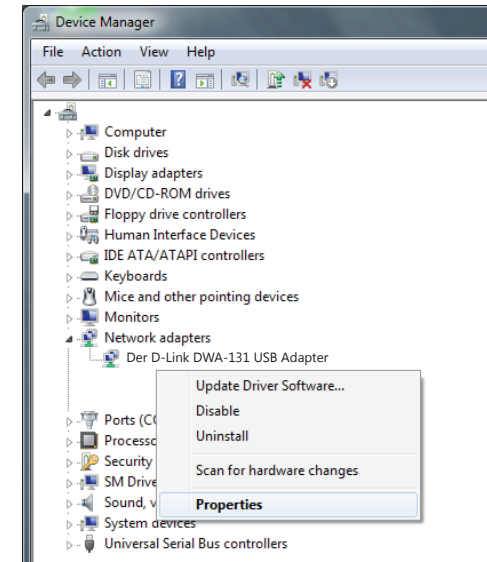 Device Manager
File Action View Help
Computer
Disk drives
Display adapters
DVD/CD-ROM drives
Floppy drive controllers
Human Interface Devices
IDE ATA/ATAPI controllers
Keyboards
Mice and other pointing devices
Monitors
Network adapters
Der D-Link DWA-131 USB Adapter
Update Driver Software...
Disable
Uninstall
Scan for hardware changes
Properties
Ports (C
Process
Security
SM Drive
Sound, v
System devices
Universal Serial Bus controllers